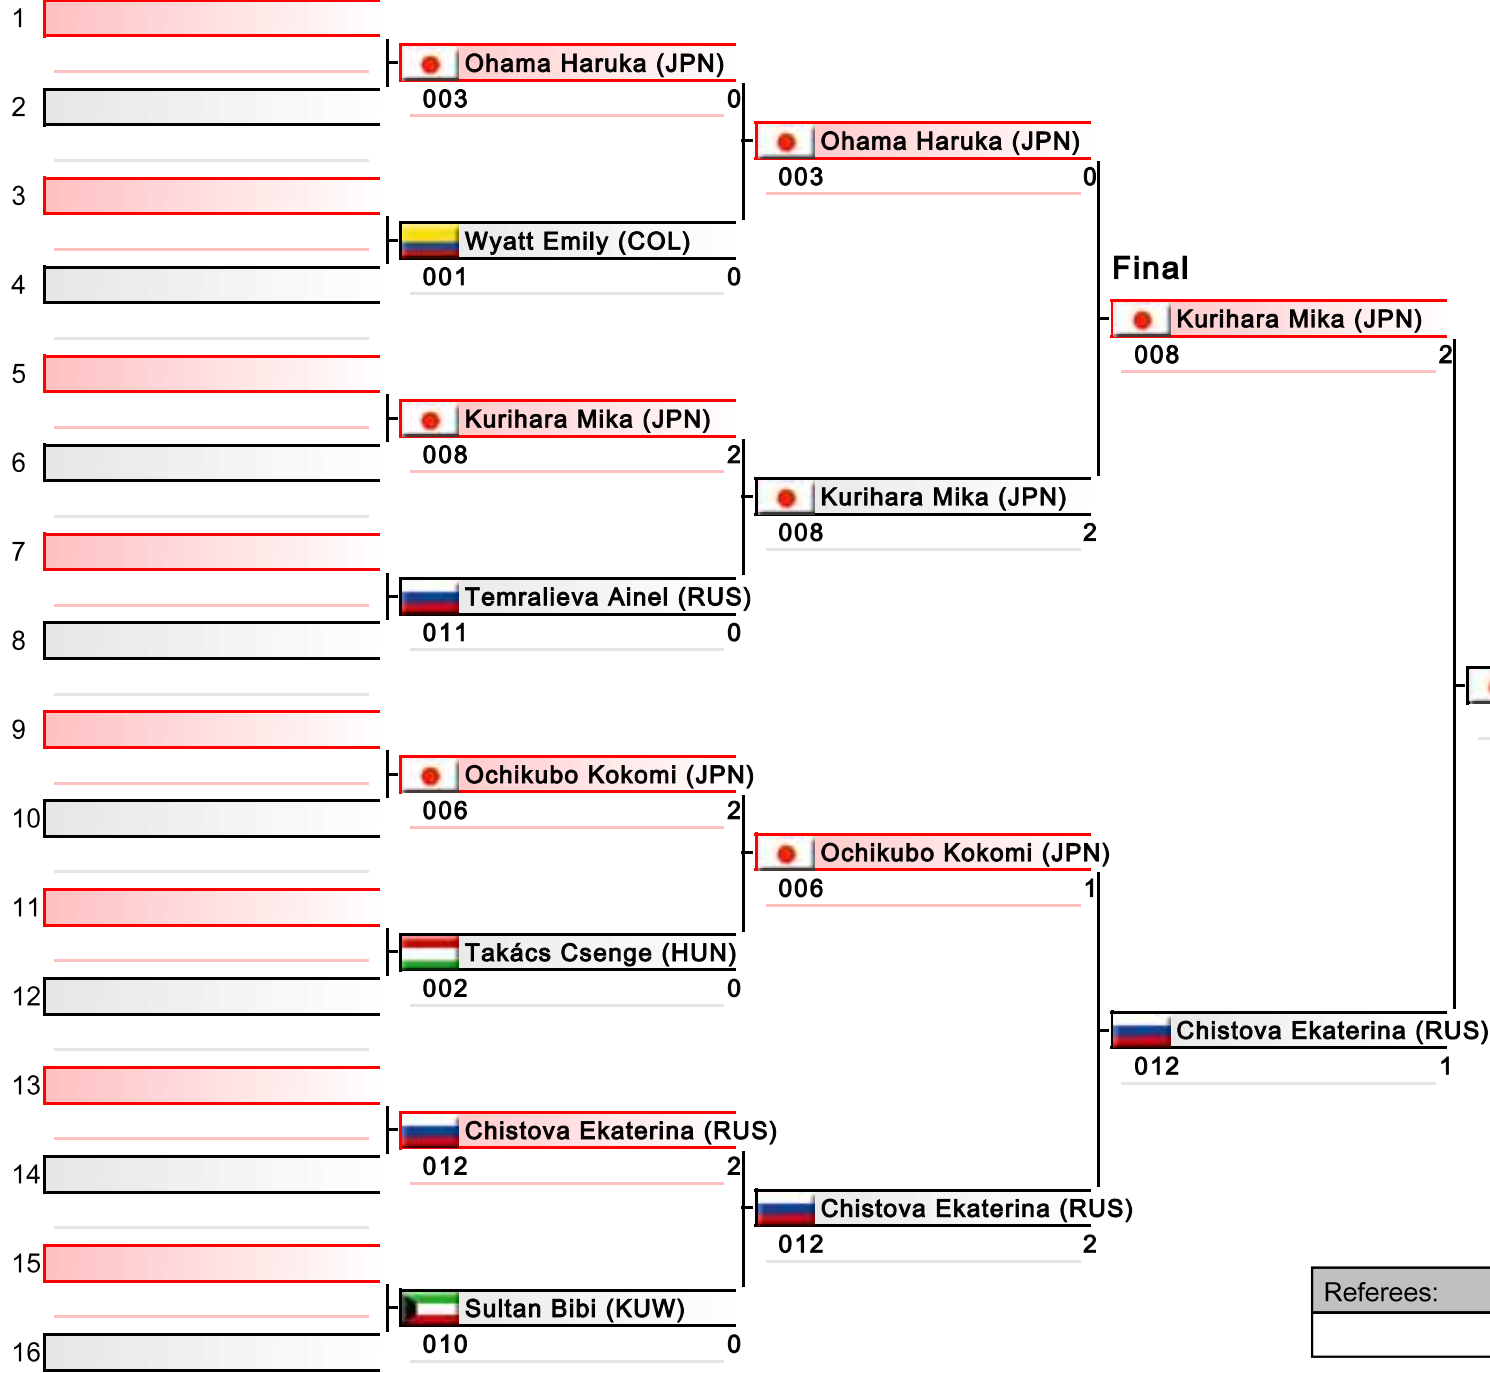 1
Ohama Haruka (JPN)
003 0
2
Ohama Haruka (JPN)
003 0
3
Wyatt Emily (COL)
001 0
4
Final
Kurihara Mika (JPN)
008 2
5
Kurihara Mika (JPN)
008 2
6
Kurihara Mika (JPN)
008 2
7
Temralieva Ainel (RUS)
011 0
8
9
Ochikubo Kokomi (JPN)
006 2
10
Ochikubo Kokomi (JPN)
006 1
11
Takács Csenge (HUN)
002 0
12
Chistova Ekaterina (RUS)
012 1
13
Chistova Ekaterina (RUS)
012 2
14
Chistova Ekaterina (RUS)
012 2
15
Sultan Bibi (KUW)
010 0
16
Referees: